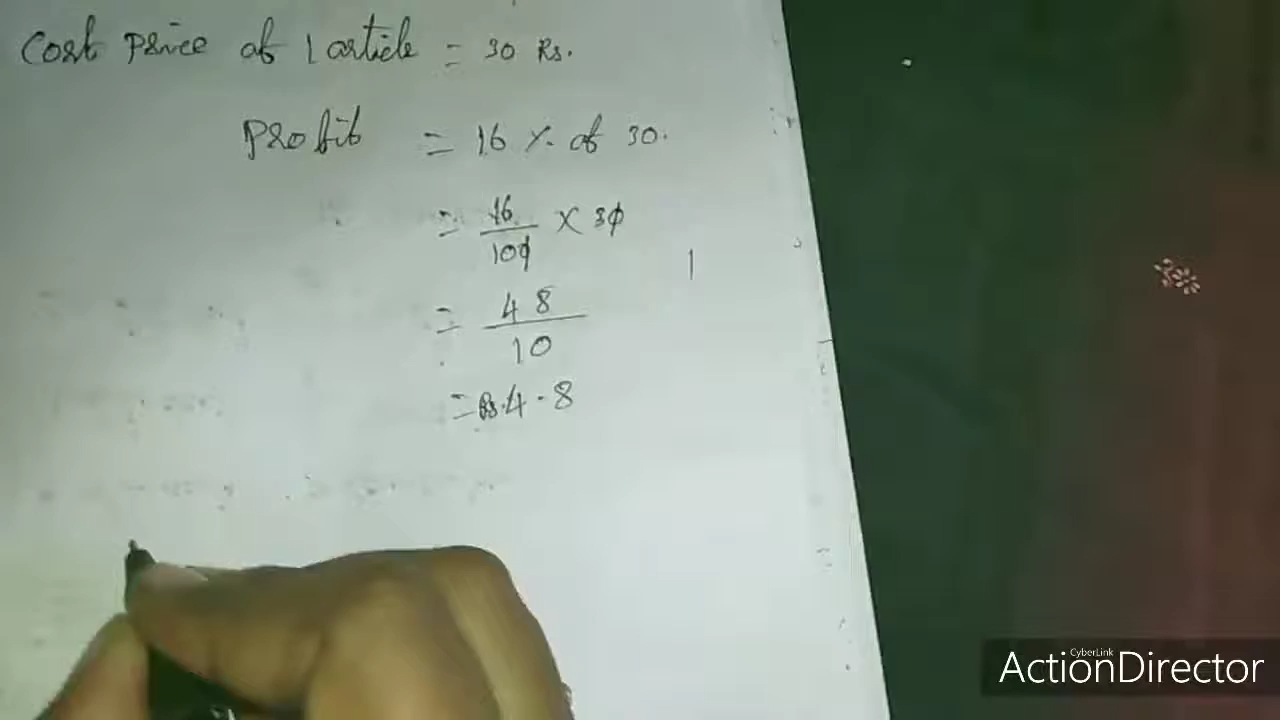 Cost Price of 1 article = 30 Rs.
Profit = 16 % of 30.
= 16/100 × 30
= 48/10
= Rs. 4.8
CyberLink
ActionDirector